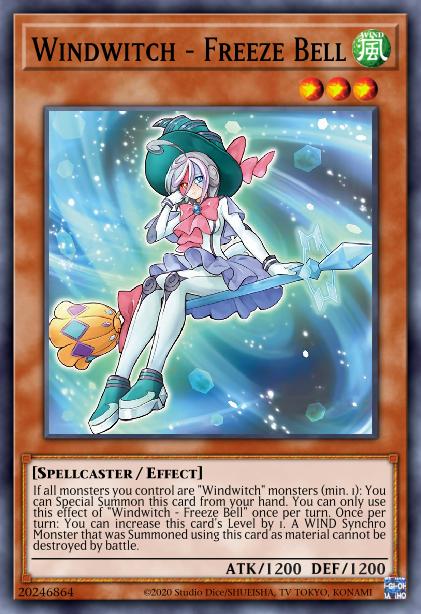 WINDWITCH - FREEZE BELL
WIND
風
[SPELLCASTER / EFFECT]
If all monsters you control are "Windwitch" monsters (min. 1): You
can Special Summon this card from your hand. You can only use
this effect of "Windwitch - Freeze Bell" once per turn. Once per
turn: You can increase this card's Level by 1. A WIND Synchro
Monster that was Summoned using this card as material cannot be
destroyed by battle.
ATK/1200 DEF/1200
20246864
©2020 Studio Dice/SHUEISHA, TV TOKYO, KONAMI